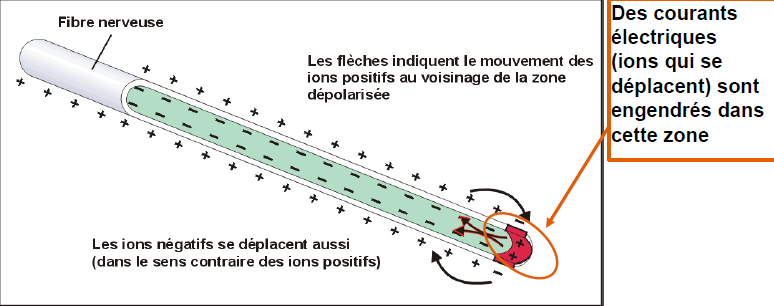 Fibre nerveuse
Les flèches indiquent le mouvement des
ions positifs au voisinage de la zone
dépolarisée
Les ions négatifs se déplacent aussi
(dans le sens contraire des ions positifs)
Des courants
électriques
(ions qui se
déplacent) sont
engendrés dans
cette zone